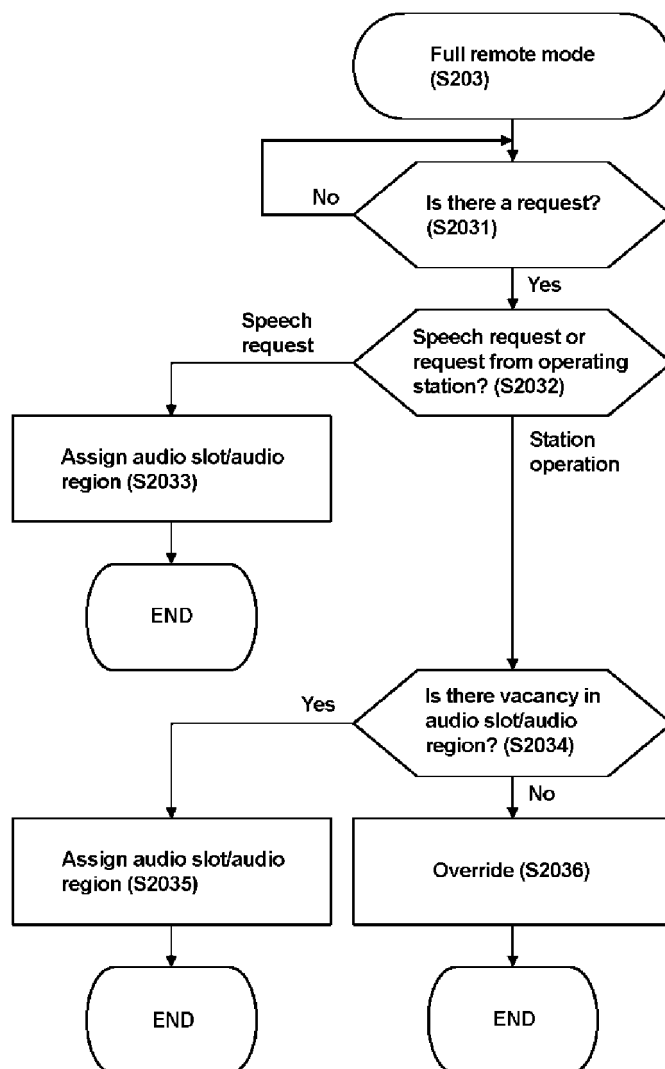 Full remote mode
(S203)
No
Is there a request?
(S2031)
Yes
Speech
request
Speech request or
request from operating
station? (S2032)
Assign audio slot/audio
region (S2033)
Station
operation
END
Yes
Is there vacancy in
audio slot/audio
region? (S2034)
No
Assign audio slot/audio
region (S2035)
Override (S2036)
END
END